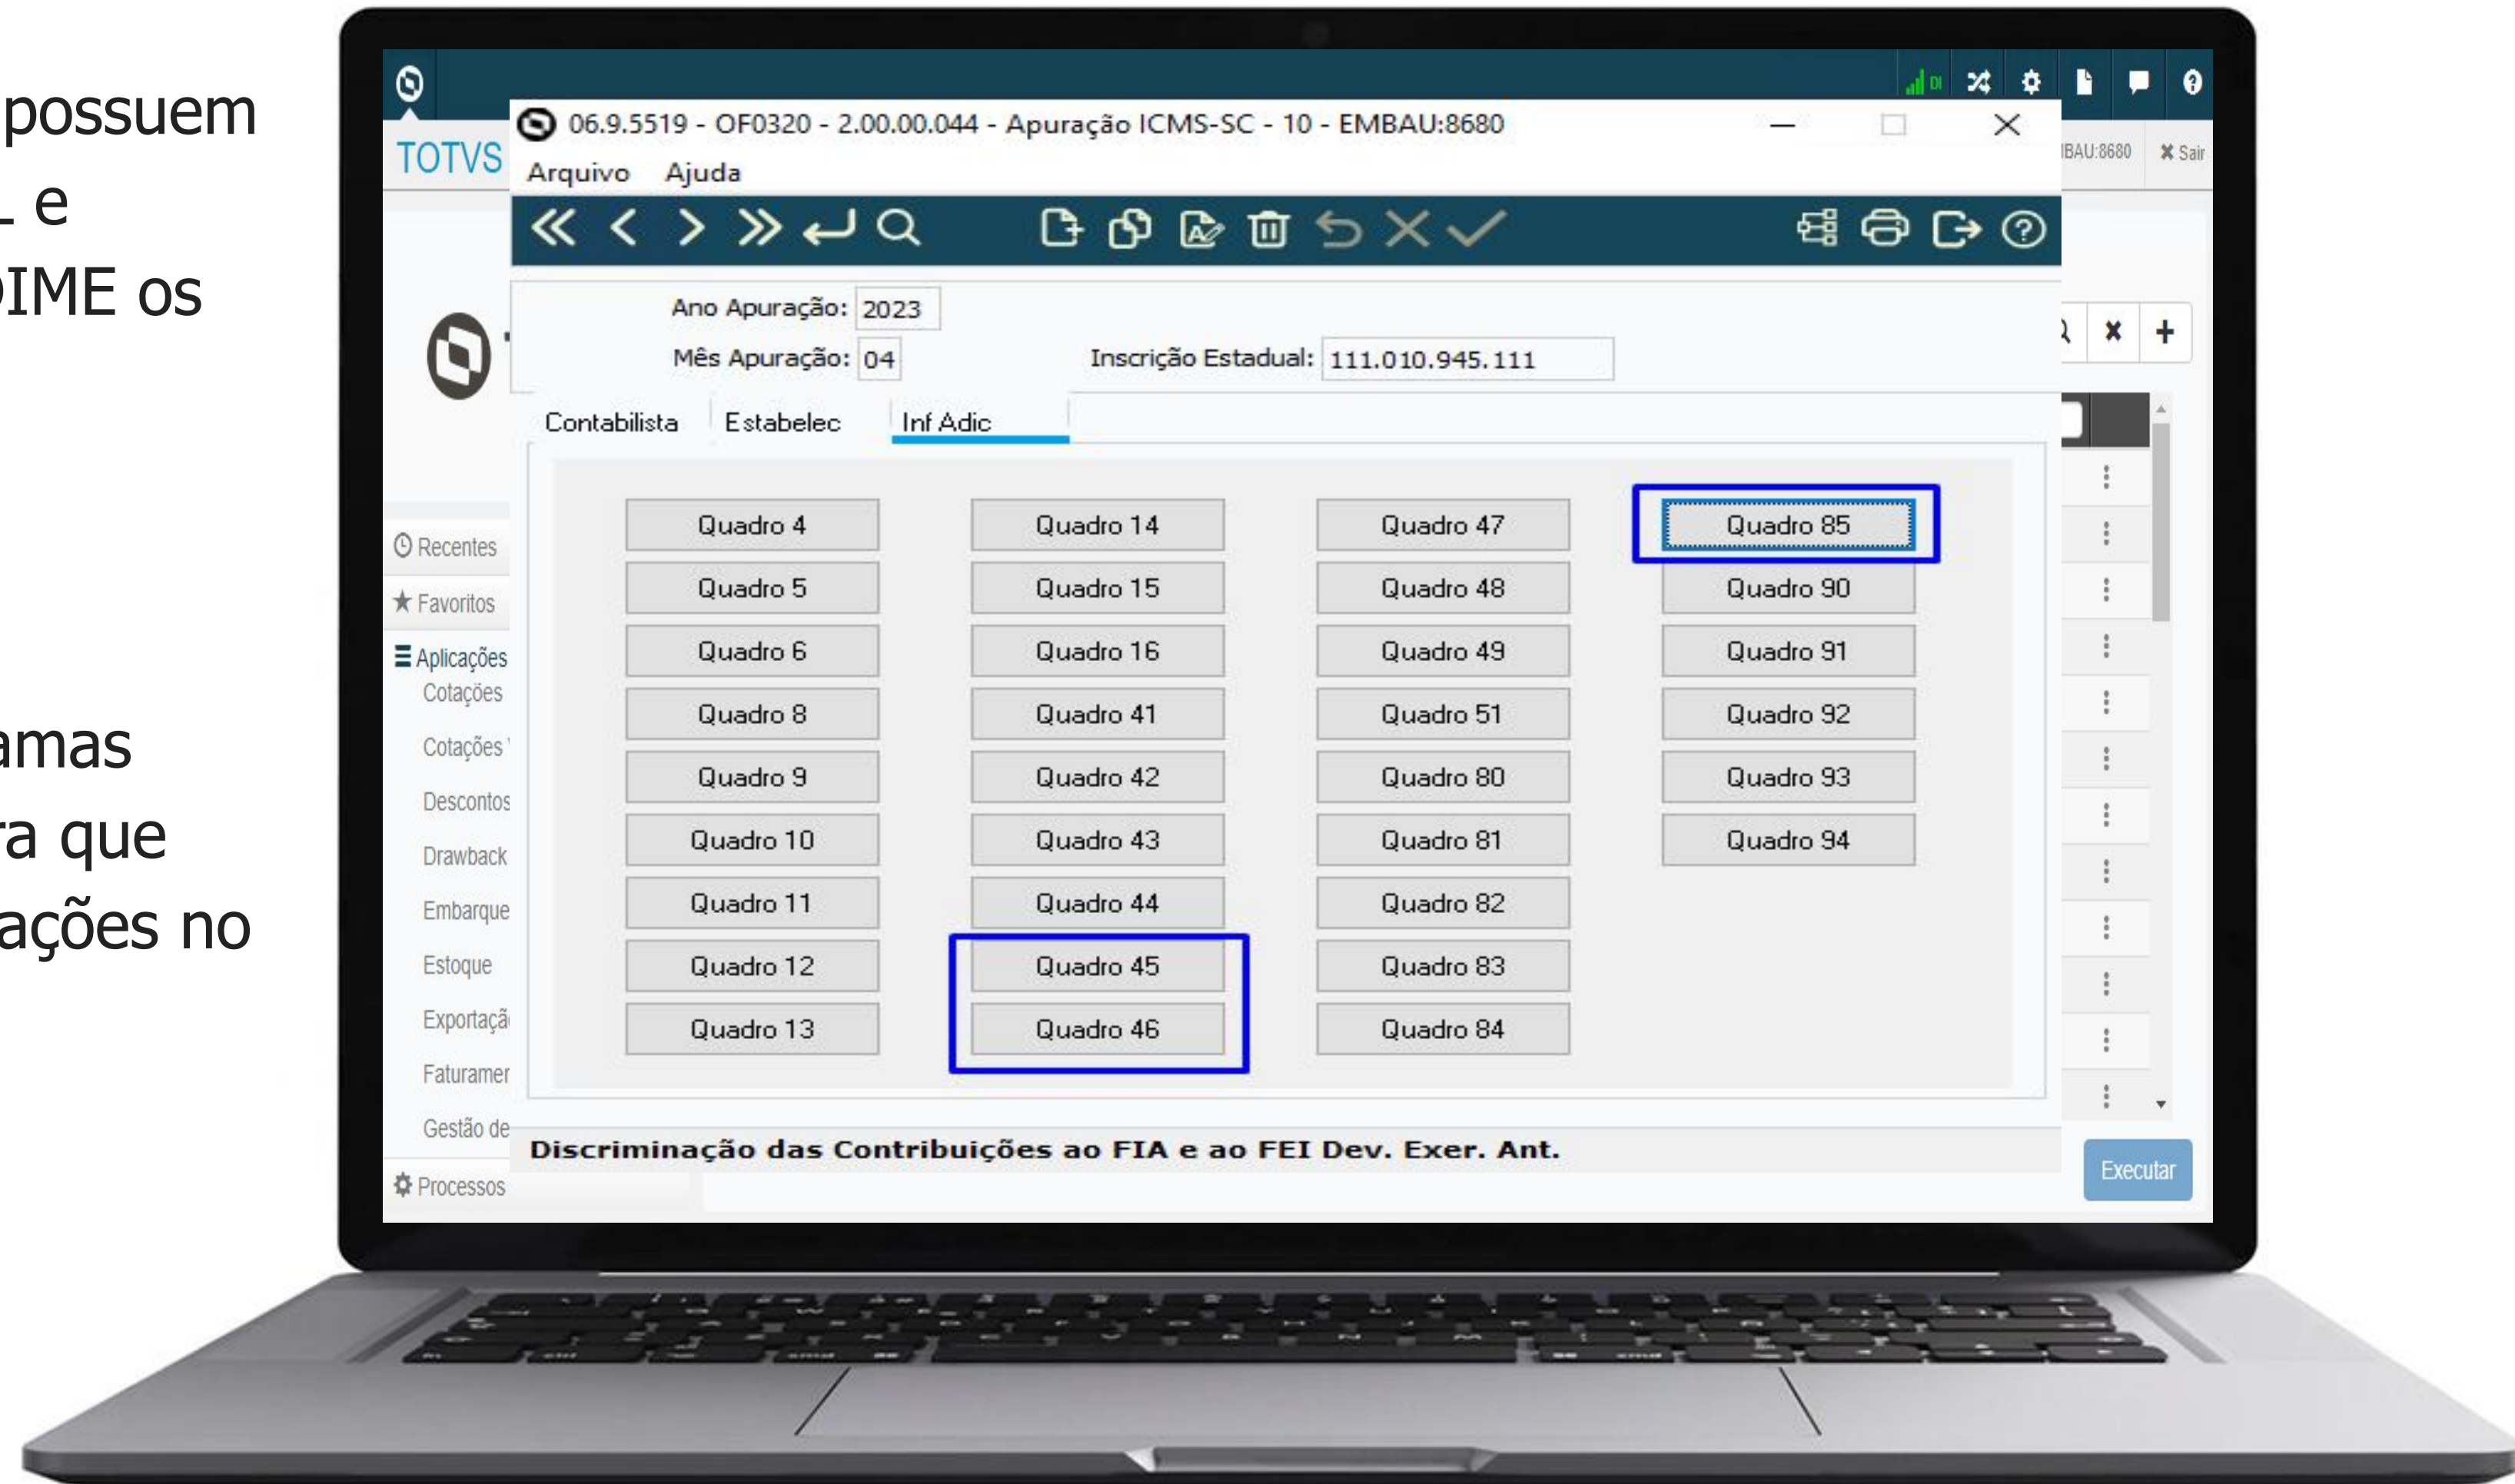 possuem
e
DIME os
que
no
DI
TOTVS
06.9.5519 - OF0320 - 2.00.00.044 - Apuração ICMS-SC - 10 - EMBAU:8680
Sair
Arquivo Ajuda
Ano Apuração: 2023
Mês Apuração: 04 Inscrição Estadual: 111.010.945.111
Contabilista Estabelec Inf Adic
Quadro 4 Quadro 14 Quadro 47 Quadro 85
Quadro 5 Quadro 15 Quadro 48 Quadro 90
Quadro 6 Quadro 16 Quadro 49 Quadro 91
Quadro 8 Quadro 41 Quadro 51 Quadro 92
Quadro 9 Quadro 42 Quadro 80 Quadro 93
Quadro 10 Quadro 43 Quadro 81 Quadro 94
Quadro 11 Quadro 44 Quadro 82
Quadro 12 Quadro 45 Quadro 83
Quadro 13 Quadro 46 Quadro 84
Discriminação das Contribuições ao FIA e ao FEI Dev. Exer. Ant.
Recentes
Favoritos
Aplicações
Cotações
Cotações
Descontos
Drawback
Embarque
Estoque
Gestão de
Processos
Executar